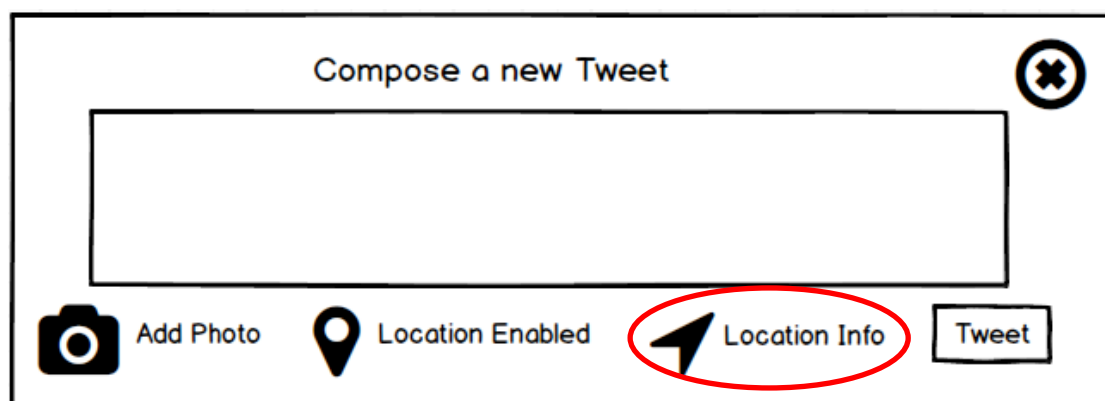 Compose a new Tweet
Add Photo
Location Enabled
Location Info
Tweet